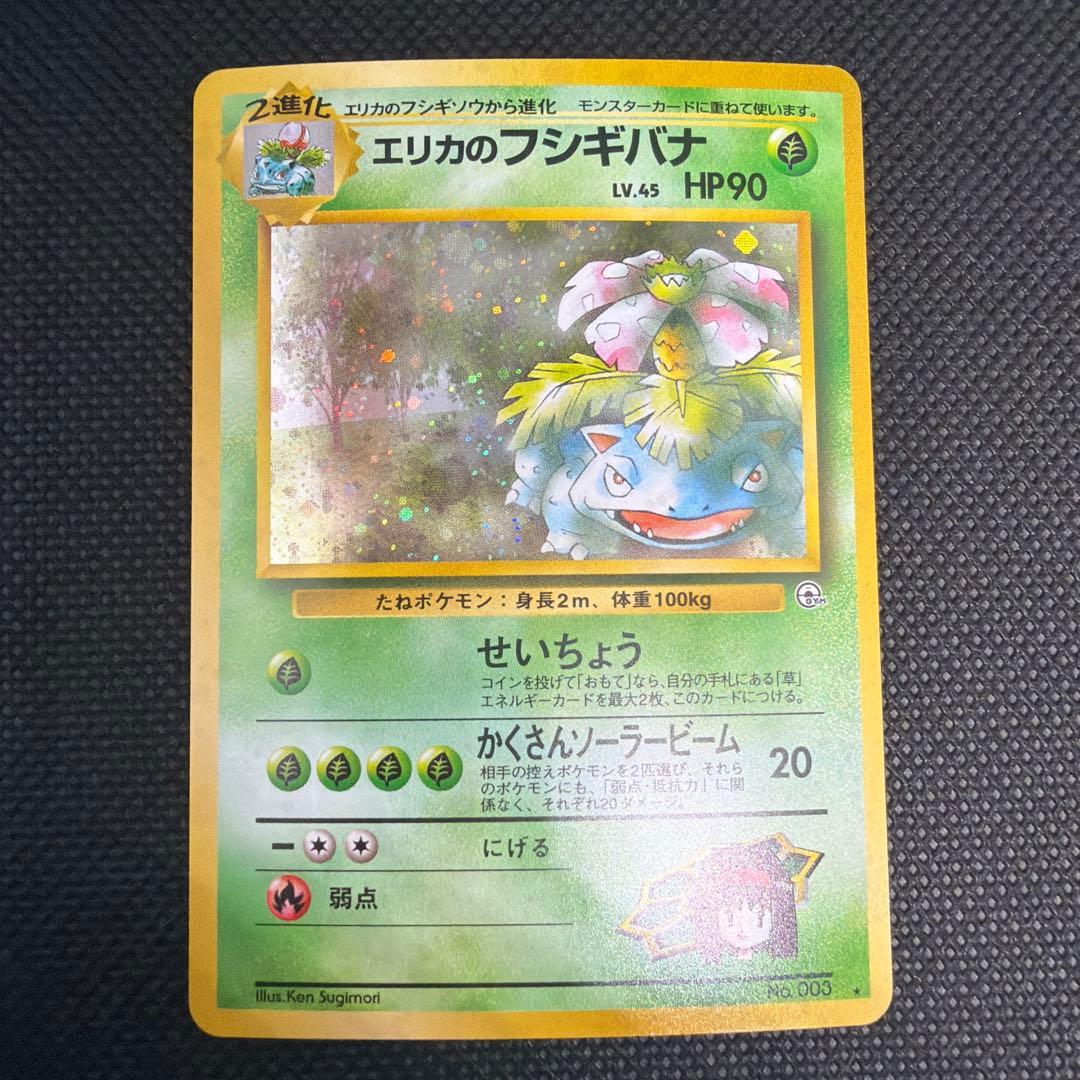 2進化 エリカのフシギソウから進化 モンスターカードに重ねて使います。
エリカのフシギバナ
LV.45 HP90
たねポケモン：身長2m、体重100kg
GYM
せいちょう
コインを投げて「おもて」なら、自分の手札にある「草」
エネルギーカードを最大2枚、このカードにつける。
かくさんソーラービーム 20
相手の控えポケモンを2匹選び、それら
のポケモンにも、「弱点・抵抗力」に関
係なく、それぞれ20ダメージ。
にげる
弱点
Illus. Ken Sugimori No. 003 ★